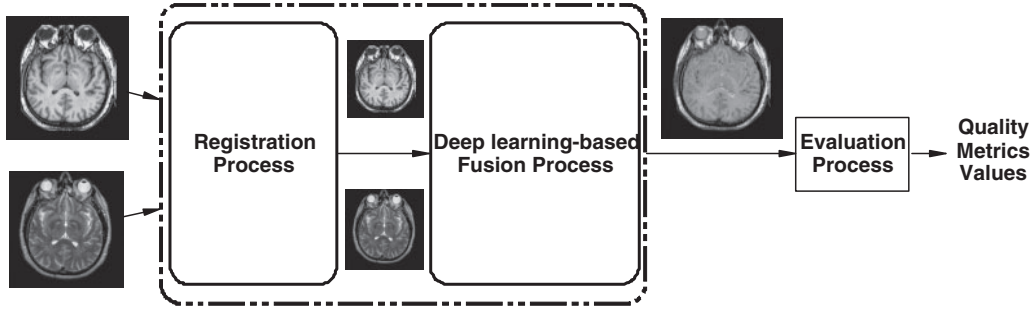 Registration
Process
Deep learning-based
Fusion Process
Evaluation
Process
Quality
Metrics
Values